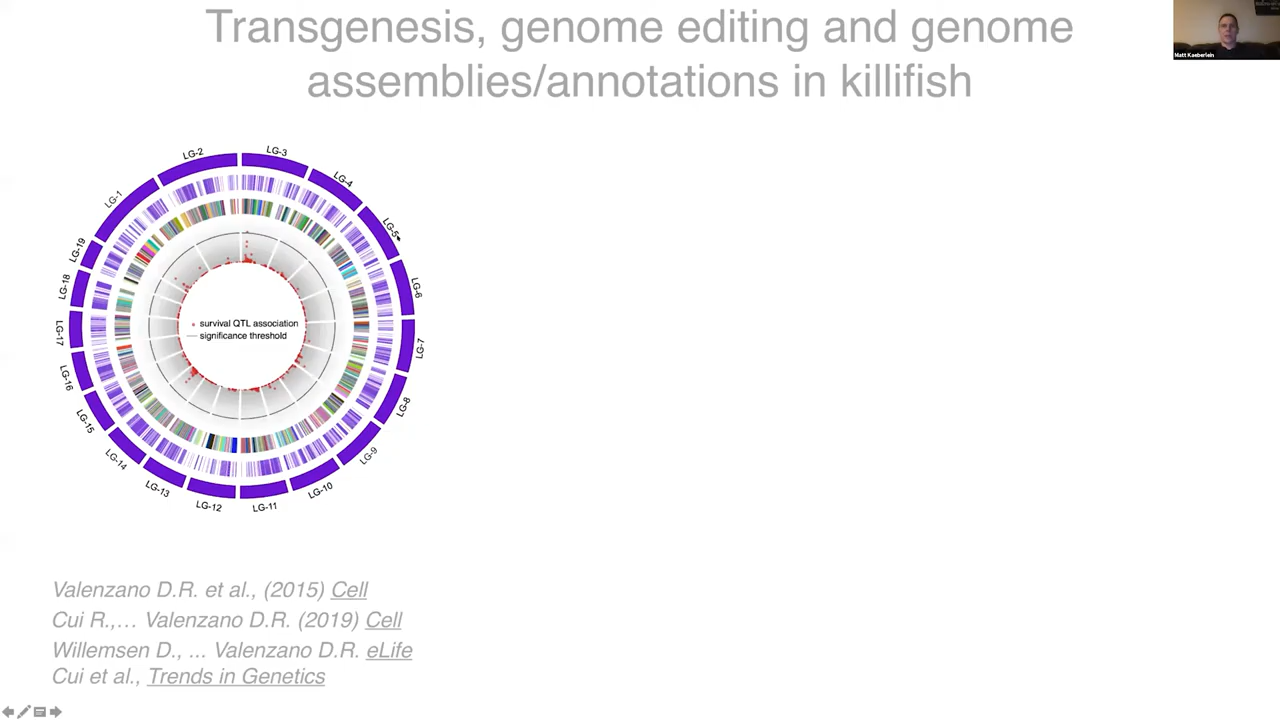 Transgenesis, genome editing and genome
assemblies/annotations in killifish
Matt Kaeberlein
LG-1
LG-2
LG-3
LG-4
LG-5
LG-6
LG-7
LG-8
LG-9
LG-10
LG-11
LG-12
LG-13
LG-14
LG-15
LG-16
LG-17
LG-18
LG-19
survival QTL association
significance threshold
Valenzano D.R. et al., (2015) Cell
Cui R.,… Valenzano D.R. (2019) Cell
Willemsen D., ... Valenzano D.R. eLife
Cui et al., Trends in Genetics